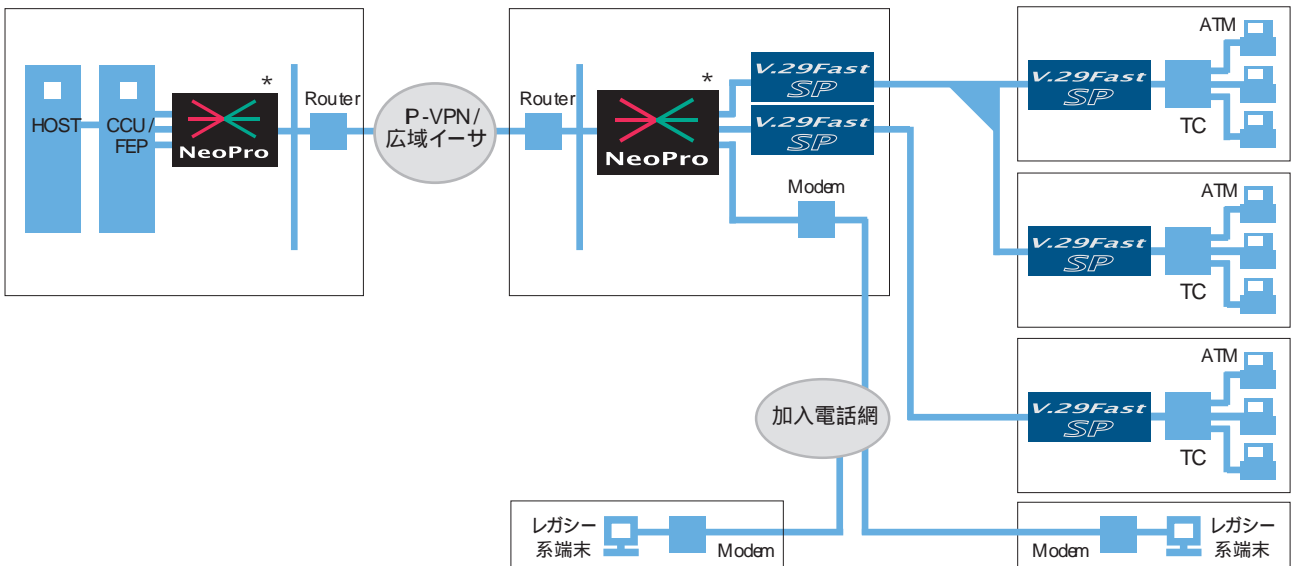 HOST
CCU /
FEP
*
NeoPro
Router
P-VPN/
広域イーサ
Router
*
NeoPro
V.29Fast
SP
V.29Fast
SP
Modem
V.29Fast
SP
ATM
TC
V.29Fast
SP
ATM
TC
V.29Fast
SP
ATM
TC
加入電話網
レガシー
系端末
Modem
Modem
レガシー
系端末